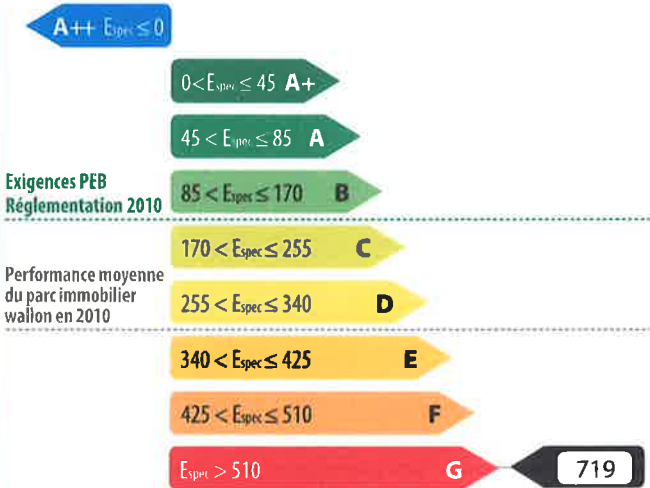 A++ Espec ≤ 0
0 < Espec ≤ 45 A+
45 < Espec ≤ 85 A
Exigences PEB
Réglementation 2010
85 < Espec ≤ 170 B
170 < Espec ≤ 255 C
Performance moyenne
du parc immobilier
wallon en 2010
255 < Espec ≤ 340 D
340 < Espec ≤ 425 E
425 < Espec ≤ 510 F
Espec > 510 G
719